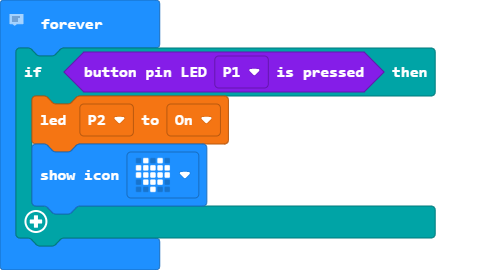 forever
if button pin LED P1 is pressed then
led P2 to On
show icon